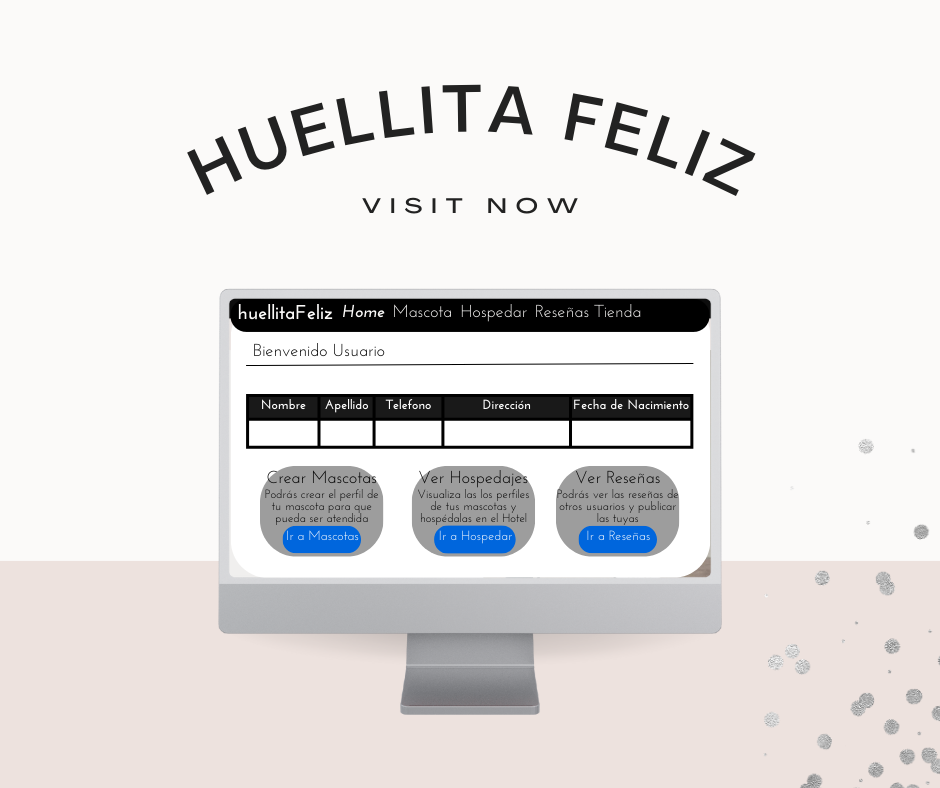 HUELLITA FELIZ
VISIT NOW
huellitaFeliz Home Mascota Hospedar Reseñas Tienda
Bienvenido Usuario
Nombre Apellido Telefono Dirección Fecha de Nacimiento
Crear Mascotas
Podrás crear el perfil de
tu mascota para que
pueda ser atendida
Ir a Mascotas
Ver Hospedajes
Visualiza las los perfiles
de tus mascotas y
hospédalas en el Hotel
Ir a Hospedar
Ver Reseñas
Podrás ver las reseñas de
otros usuarios y publicar
las tuyas
Ir a Reseñas